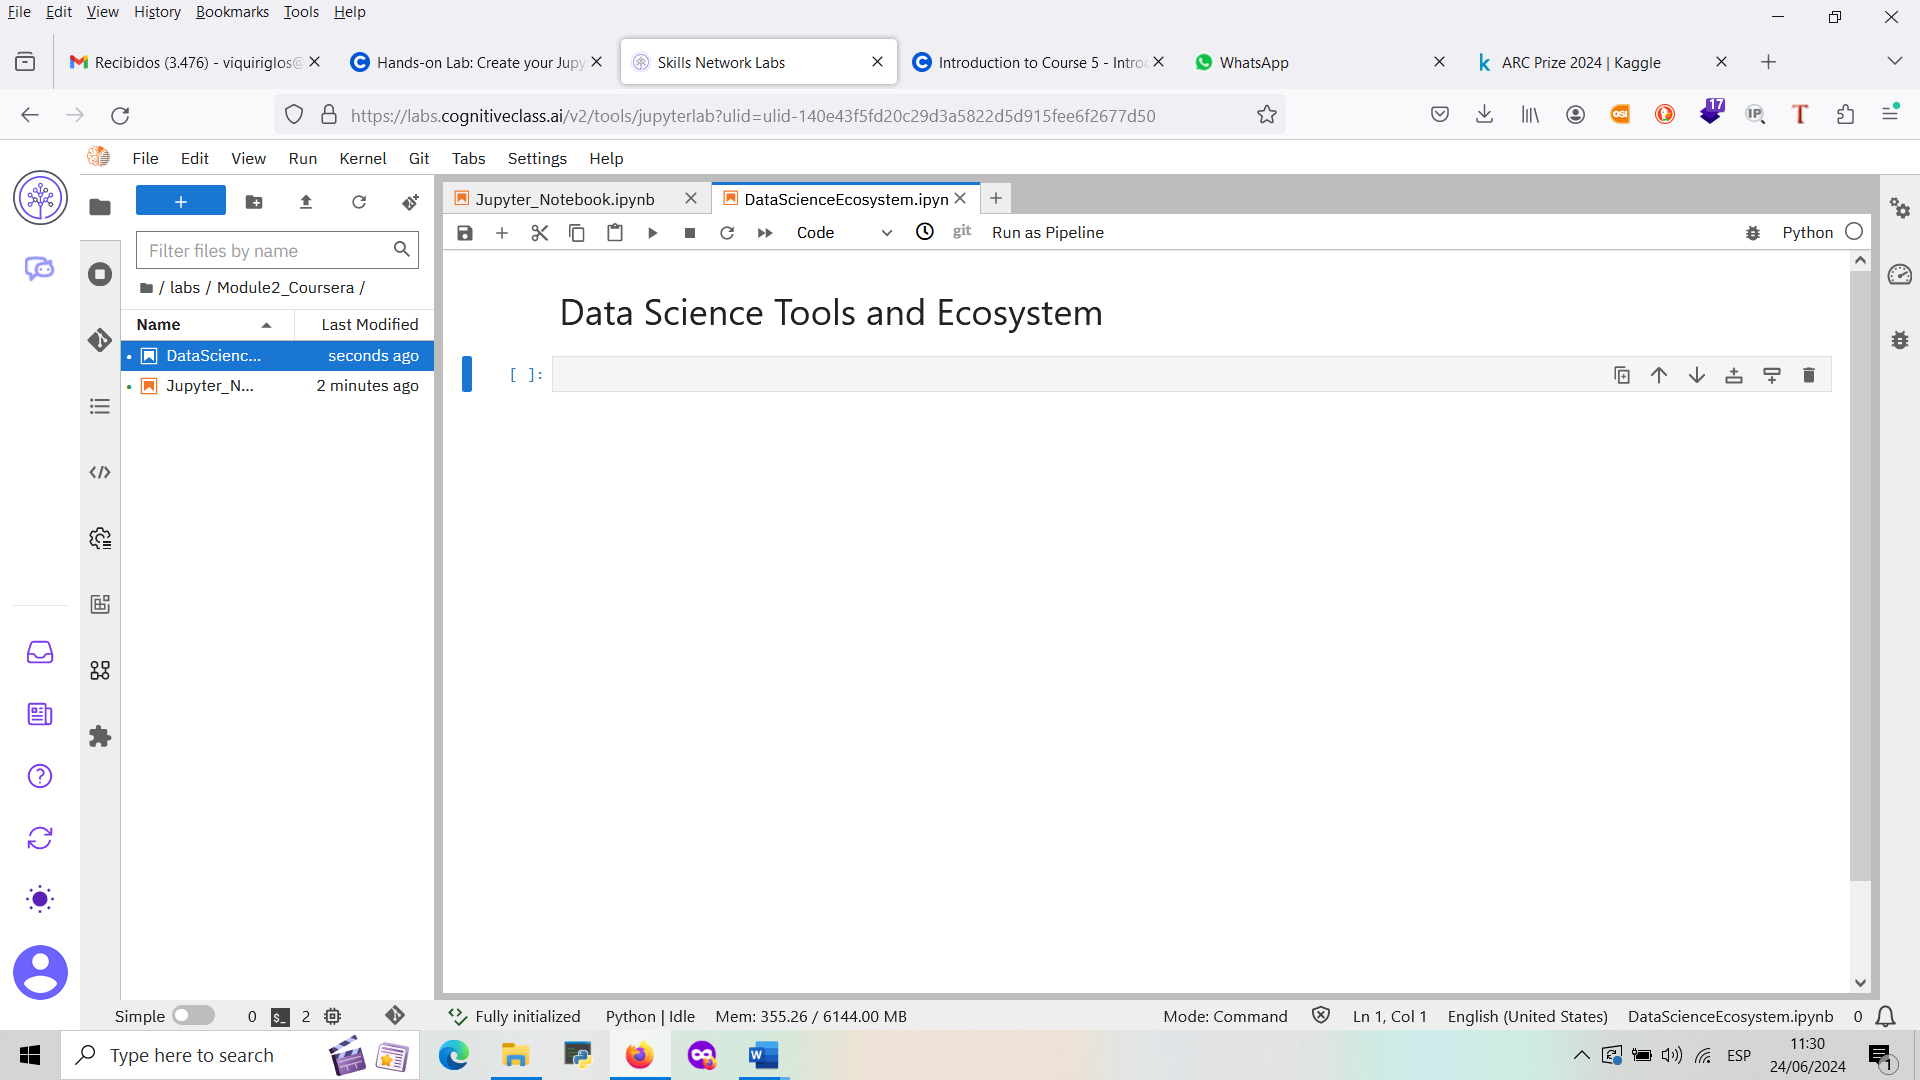 File Edit View History Bookmarks Tools Help
Recibidos (3.476) - viquiriglos@
Hands-on Lab: Create your Jupy
Skills Network Labs
Introduction to Course 5 - Intro
WhatsApp
ARC Prize 2024 | Kaggle
https://labs.cognitiveclass.ai/v2/tools/jupyterlab?ulid=ulid-140e43f5fd20c29d3a5822d5d915fee6f2677d50
OSI
17
IP
T
File Edit View Run Kernel Git Tabs Settings Help
Filter files by name
/ labs / Module2_Coursera /
Name Last Modified
DataScienc... seconds ago
Jupyter_N... 2 minutes ago
Jupyter_Notebook.ipynb
DataScienceEcosystem.ipyn
Code git Run as Pipeline Python
Data Science Tools and Ecosystem
[ ]:
Simple 0 2 Fully initialized Python | Idle Mem: 355.26 / 6144.00 MB Mode: Command Ln 1, Col 1 English (United States) DataScienceEcosystem.ipynb 0
Type here to search
ESP
11:30
24/06/2024
1